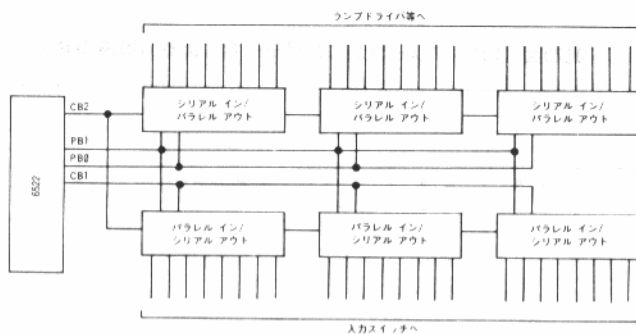 ランプドライバ等へ
シリアル イン/
パラレル アウト
シリアル イン/
パラレル アウト
シリアル イン/
パラレル アウト
CB2
PB1
PB0
CB1
6522
パラレル イン/
シリアル アウト
パラレル イン/
シリアル アウト
パラレル イン/
シリアル アウト
入力スイッチへ